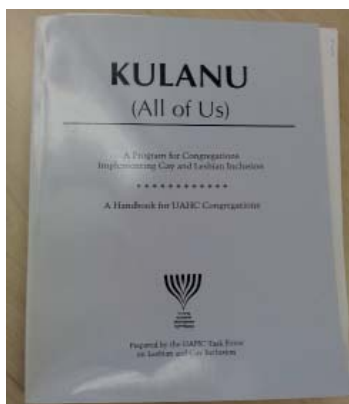 KULANU
(All of Us)
A Program for Congregations
Implementing Gay and Lesbian Inclusion
A Handbook for UAHC Congregations
Prepared by the UAHC Task Force
on Lesbian and Gay Inclusion